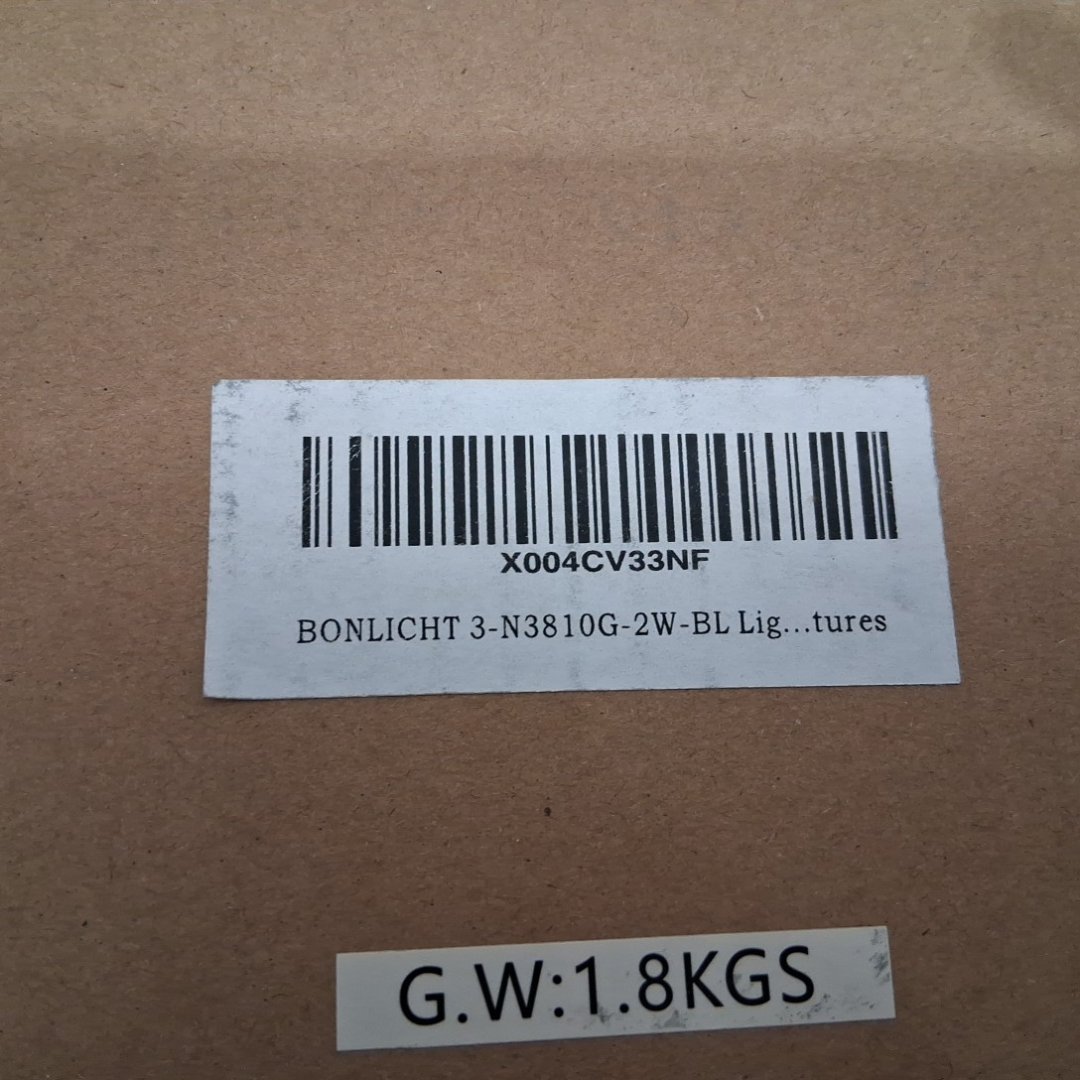 X004CV33NF
BONLICHT 3-N3810G-2W-BL Lig...tures
G.W:1.8KGS